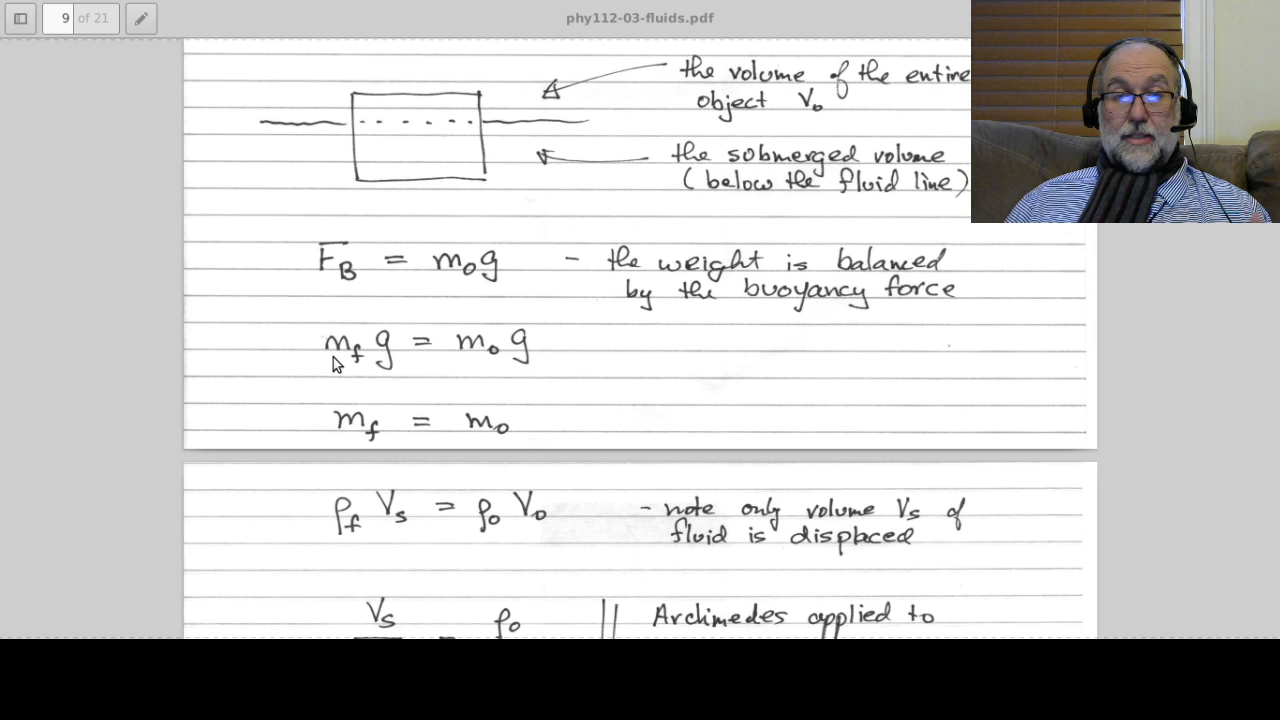 9 of 21
phy112-03-fluids.pdf
the volume of the entire
object V₀
the submerged volume
(below the fluid line)
F_B = m₀g - the weight is balanced
by the buoyancy force
m_f g = m₀ g
m_f = m₀
ρ_f V_s = ρ₀ V₀ - note only volume V_s of
fluid is displaced
V_s = ρ₀ || Archimedes applied to